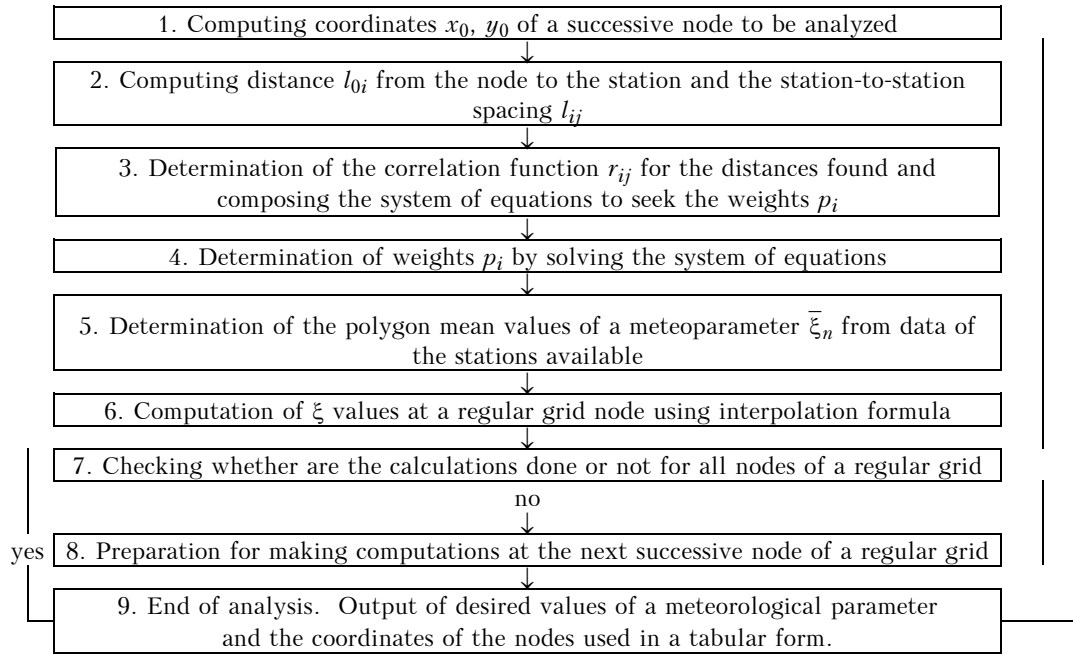 1. Computing coordinates x₀, y₀ of a successive node to be analyzed
↓
2. Computing distance l₀ᵢ from the node to the station and the station-to-station
spacing lᵢⱼ
↓
3. Determination of the correlation function rᵢⱼ for the distances found and
composing the system of equations to seek the weights pᵢ
↓
4. Determination of weights pᵢ by solving the system of equations
↓
5. Determination of the polygon mean values of a meteoparameter ξ̅ₙ from data of
the stations available
↓
6. Computation of ξ values at a regular grid node using interpolation formula
↓
7. Checking whether are the calculations done or not for all nodes of a regular grid
no
↓
yes
8. Preparation for making computations at the next successive node of a regular grid
↓
9. End of analysis. Output of desired values of a meteorological parameter
and the coordinates of the nodes used in a tabular form.